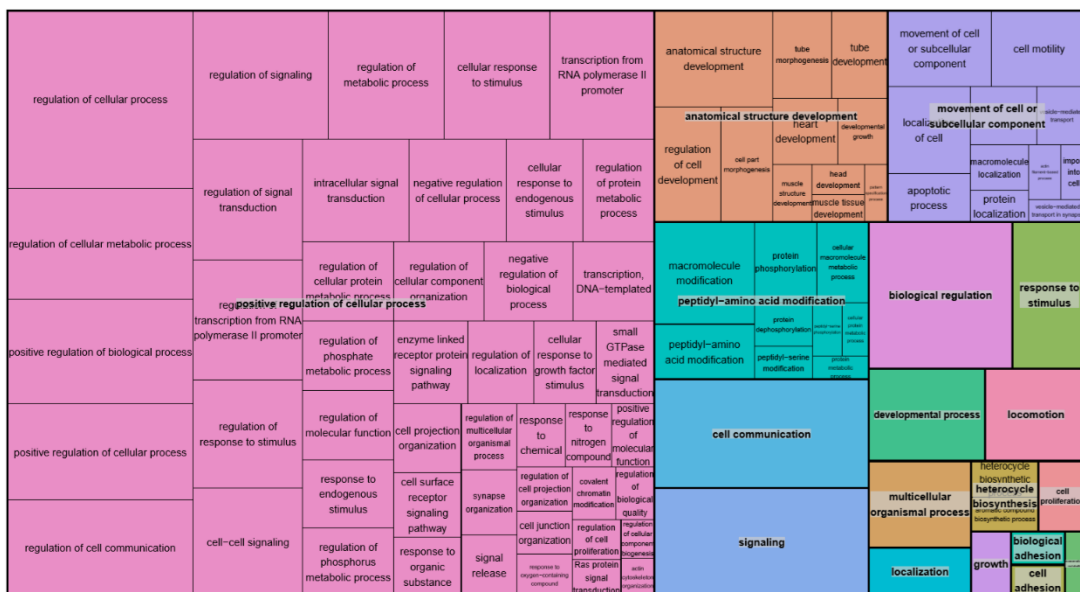 regulation of cellular process
regulation of cellular metabolic process
positive regulation of biological process
positive regulation of cellular process
regulation of cell communication
regulation of signaling
regulation of
metabolic process
cellular response
to stimulus
transcription from
RNA polymerase II
promoter
regulation of signal
transduction
intracellular signal
transduction
negative regulation
of cellular process
cellular
response to
endogenous
stimulus
regulation
of protein
metabolic
process
transcription from RNA
polymerase II promoter
regulation of
cellular protein
metabolic process
regulation of
cellular component
organization
negative
regulation of
biological
process
transcription,
DNA-templated
positive regulation of cellular process
regulation of
phosphate
metabolic process
enzyme linked
receptor protein
signaling
pathway
regulation of
localization
cellular
response to
growth factor
stimulus
small
GTPase
mediated
signal
transduction
regulation of
response to stimulus
regulation of
molecular function
cell projection
organization
regulation of
multicellular
organismal
process
response
to
chemical
response
to
nitrogen
compound
positive
regulation
of
molecular
function
cell-cell signaling
response to
endogenous
stimulus
cell surface
receptor
signaling
pathway
synapse
organization
regulation of
cell projection
organization
covalent
chromatin
modification
regulation
of
biological
quality
regulation of
phosphorus
metabolic process
response to
organic
substance
signal
release
cell junction
organization
response to
oxygen-containing
compound
regulation
of cell
proliferation
Ras protein
signal
transduction
regulation
of cellular
component
biogenesis
actin
cytoskeleton
organization
anatomical structure
development
tube
morphogenesis
tube
development
anatomical structure development
regulation
of cell
development
cell part
morphogenesis
heart
development
developmental
growth
muscle
structure
development
head
development
muscle tissue
development
movement of cell
or subcellular
component
cell motility
movement of cell or
subcellular component
of cell
transport
apoptotic
process
macromolecule
localization
protein
localization
vesicle-mediated
transport in synapse
macromolecule
modification
protein
phosphorylation
cellular
macromolecule
metabolic
process
peptidyl-amino acid modification
peptidyl-amino
acid modification
protein
dephosphorylation
peptidyl-serine
modification
cellular
protein
metabolic
process
protein
metabolic
process
biological regulation
response to
stimulus
cell communication
developmental process
locomotion
signaling
multicellular
organismal process
heterocycle
biosynthetic
heterocycle
biosynthesis
biosynthetic process
cell
localization
growth
biological
adhesion
cell
adhesion